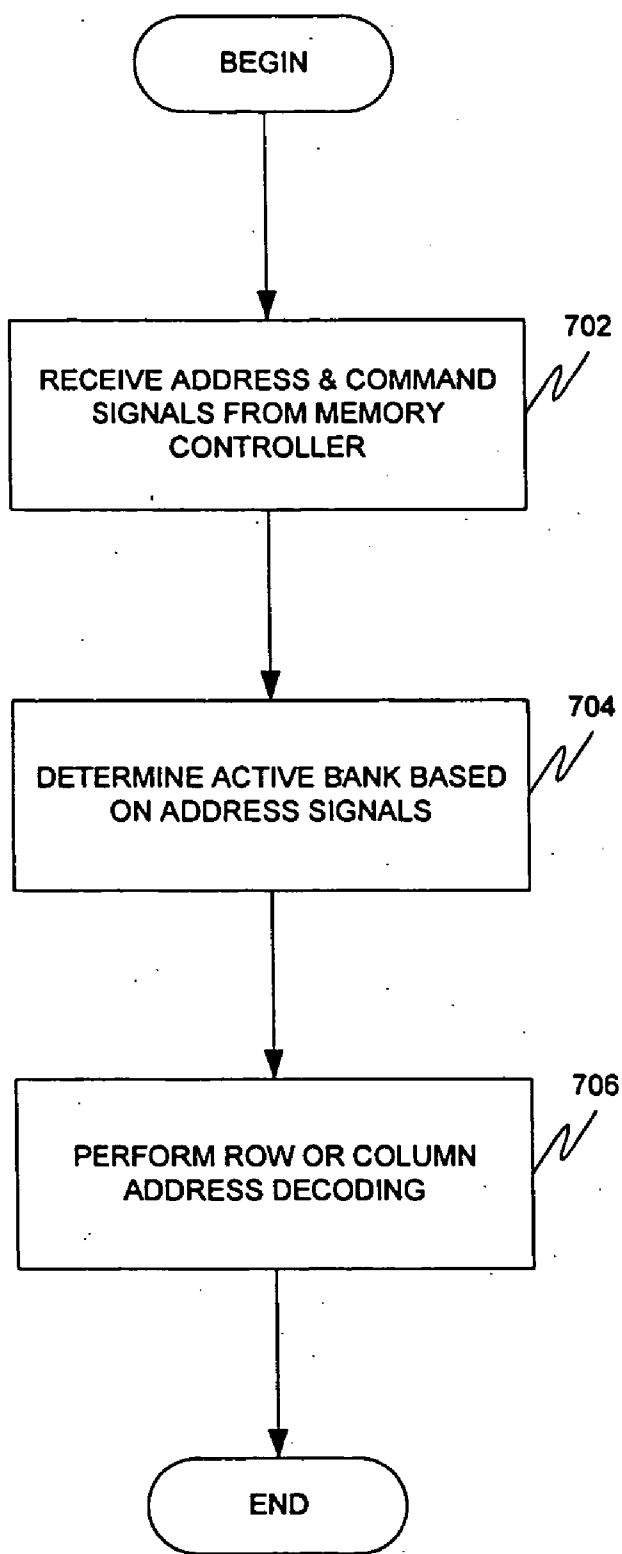 BEGIN
702
RECEIVE ADDRESS & COMMAND
SIGNALS FROM MEMORY
CONTROLLER
704
DETERMINE ACTIVE BANK BASED
ON ADDRESS SIGNALS
706
PERFORM ROW OR COLUMN
ADDRESS DECODING
END